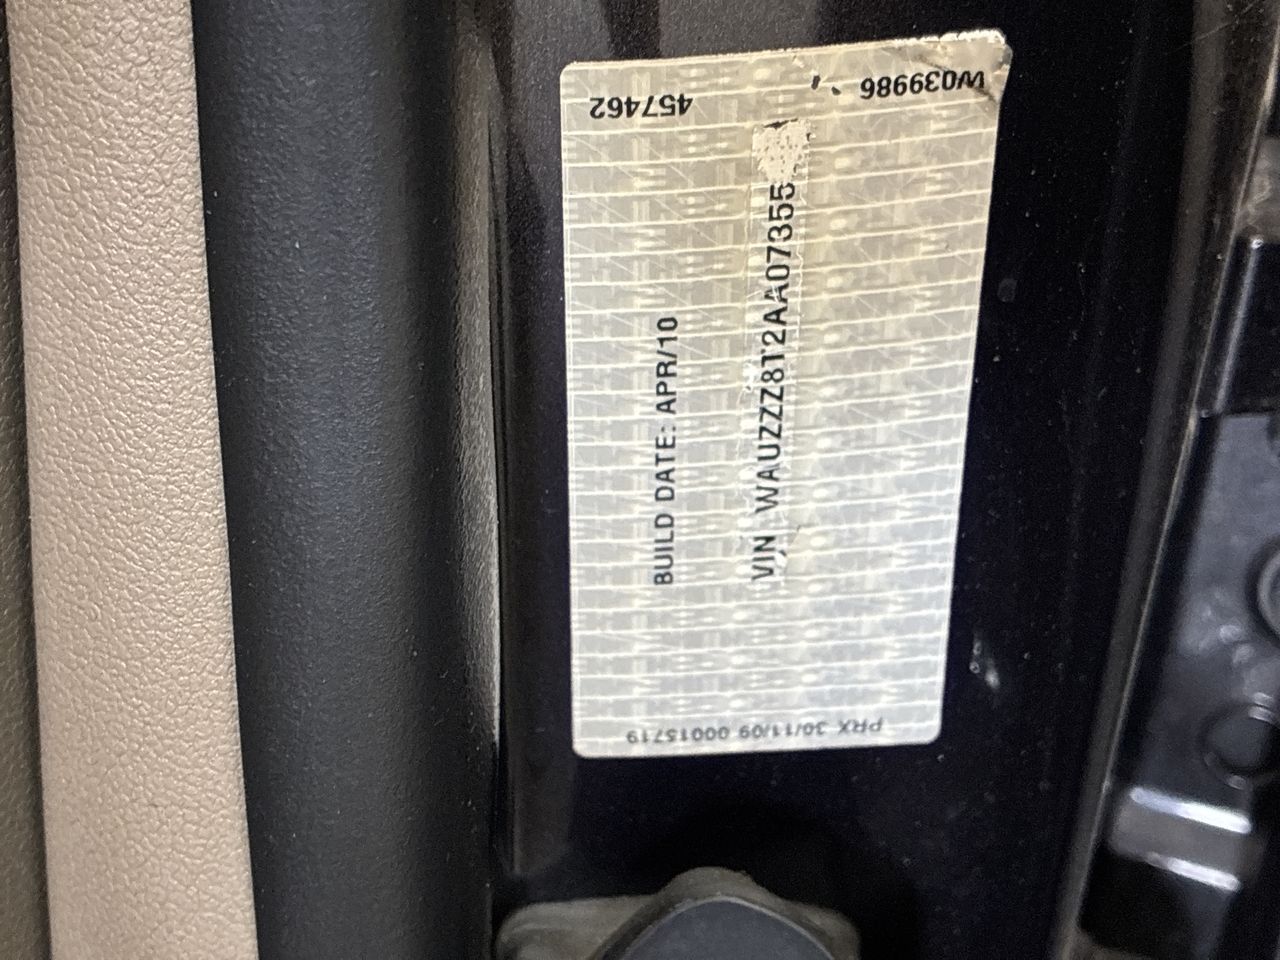 W039986 457462
BUILD DATE: APR/10
VIN WAUZZZ8T2AA07355
PRX 30/11/09 00015719